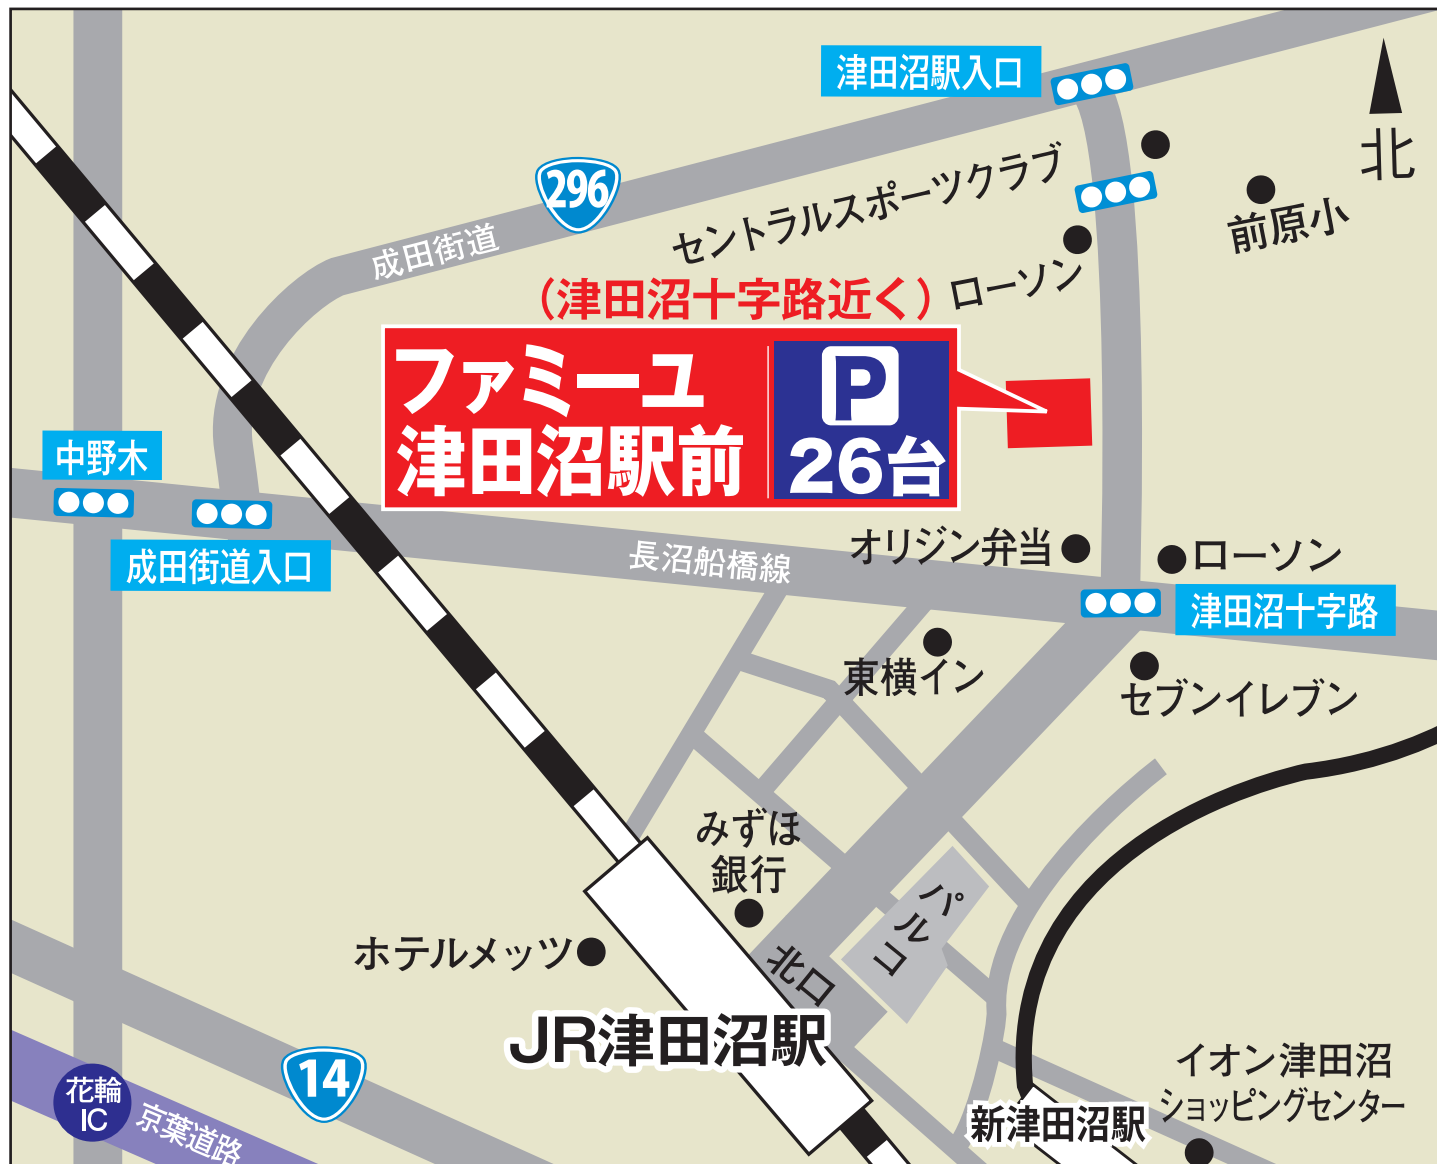 津田沼駅入口
北
296
成田街道
セントラルスポーツクラブ
前原小
ローソン
(津田沼十字路近く)
ファミーユ
津田沼駅前
P
26台
中野木
成田街道入口
長沼船橋線
オリジン弁当
ローソン
津田沼十字路
東横イン
セブンイレブン
みずほ
銀行
パルコ
ホテルメッツ
北口
JR津田沼駅
14
花輪
IC
京葉道路
イオン津田沼
ショッピングセンター
新津田沼駅